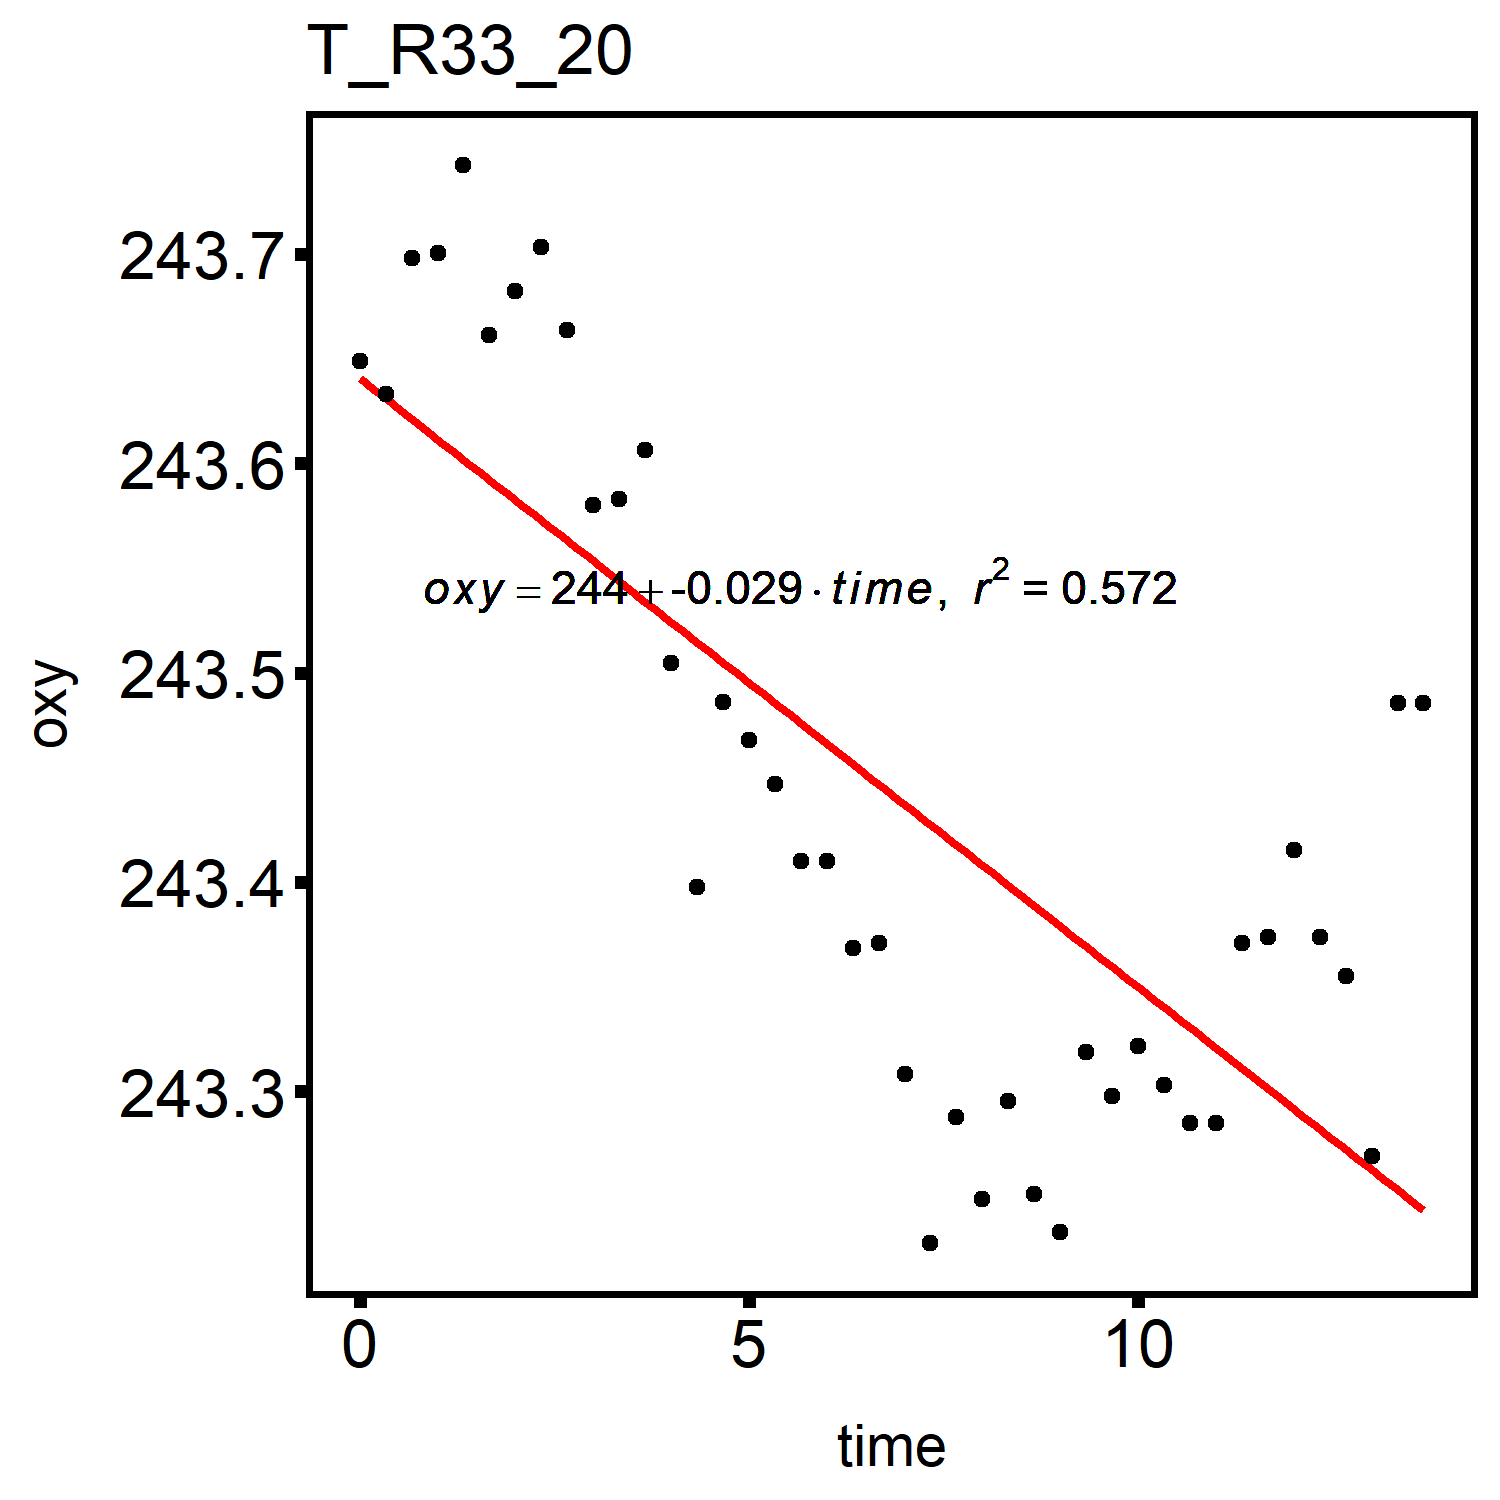 T_R33_20
243.7
243.6
oxy = 244 + -0.029 · time, r² = 0.572
243.5
oxy
243.4
243.3
0 5 10
time